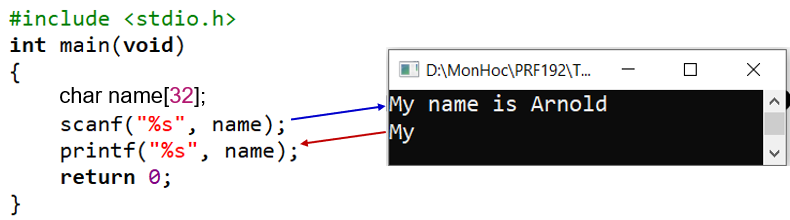 #include <stdio.h>
int main(void)
{
char name[32];
scanf("%s", name);
printf("%s", name);
return 0;
}
D:\MonHoc\PRF192\T...
My name is Arnold
My